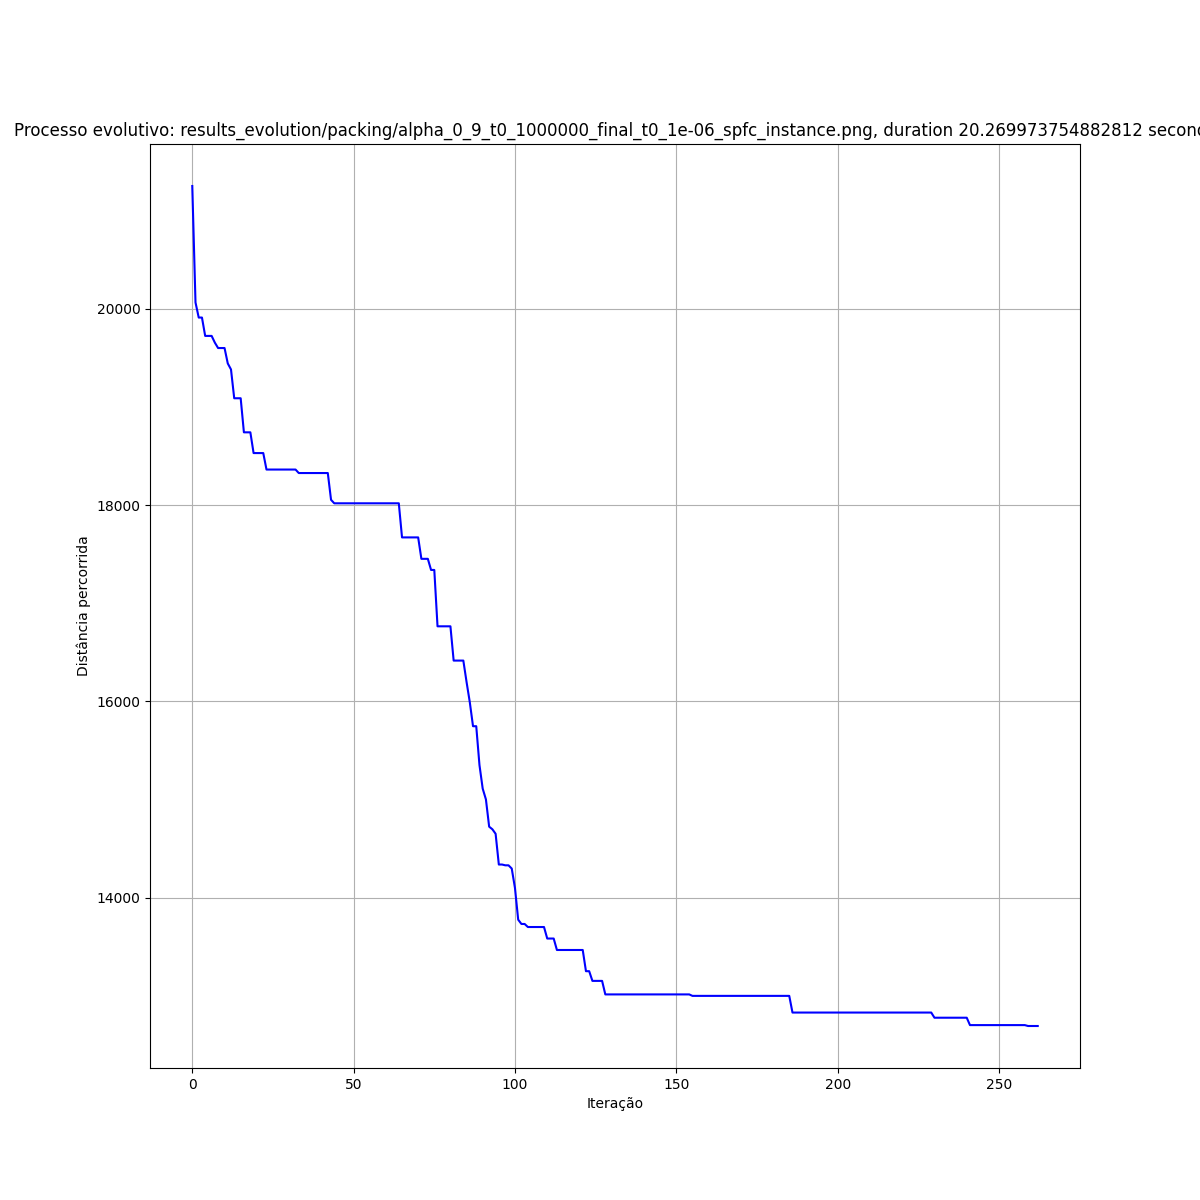 Processo evolutivo: results_evolution/packing/alpha_0_9_t0_1000000_final_t0_1e-06_spfc_instance.png, duration 20.269973754882812
20000
18000
16000
14000
Distância percorrida
0 50 100 150 200 250
Iteração